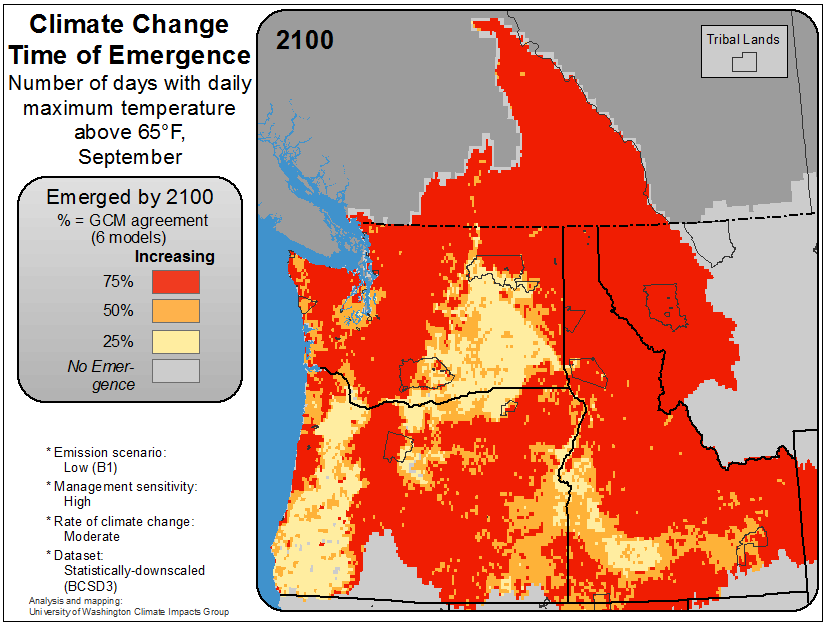 Climate Change
Time of Emergence
Number of days with daily
maximum temperature
above 65°F,
September
2100
Tribal Lands
Emerged by 2100
% = GCM agreement
(6 models)
Increasing
75%
50%
25%
No Emer-
gence
* Emission scenario:
Low (B1)
* Management sensitivity:
High
* Rate of climate change:
Moderate
* Dataset:
Statistically-downscaled
(BCSD3)
Analysis and mapping:
University of Washington Climate Impacts Group